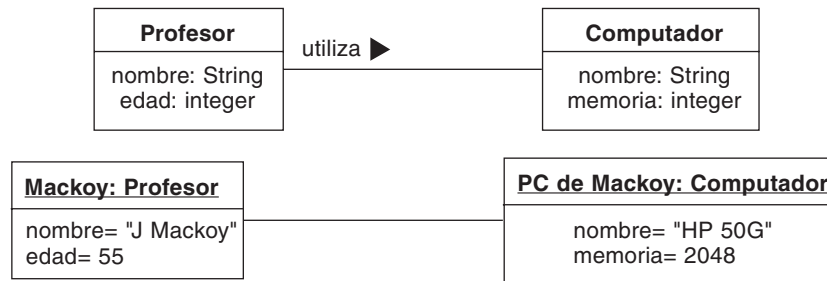 Profesor
nombre: String
edad: integer
utiliza
Computador
nombre: String
memoria: integer
Mackoy: Profesor
nombre= "J Mackoy"
edad= 55
PC de Mackoy: Computador
nombre= "HP 50G"
memoria= 2048